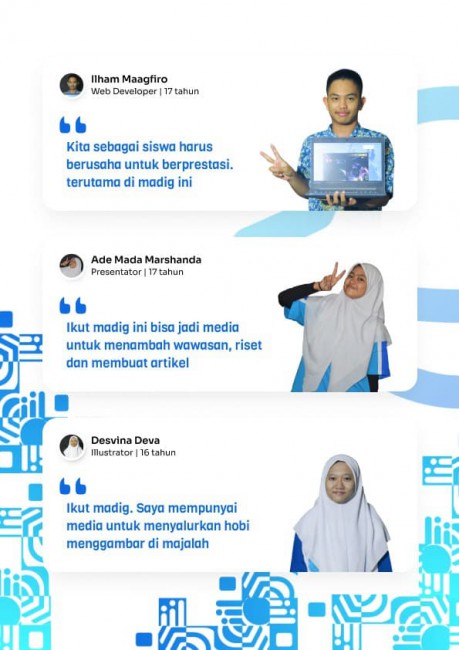 Ilham Maagfiro
Web Developer | 17 tahun
Kita sebagai siswa harus
berusaha untuk berprestasi.
terutama di madig ini
Ade Mada Marshanda
Presentator | 17 tahun
Ikut madig ini bisa jadi media
untuk menambah wawasan, riset
dan membuat artikel
Desvina Deva
Illustrator | 16 tahun
Ikut madig. Saya mempunyai
media untuk menyalurkan hobi
menggambar di majalah